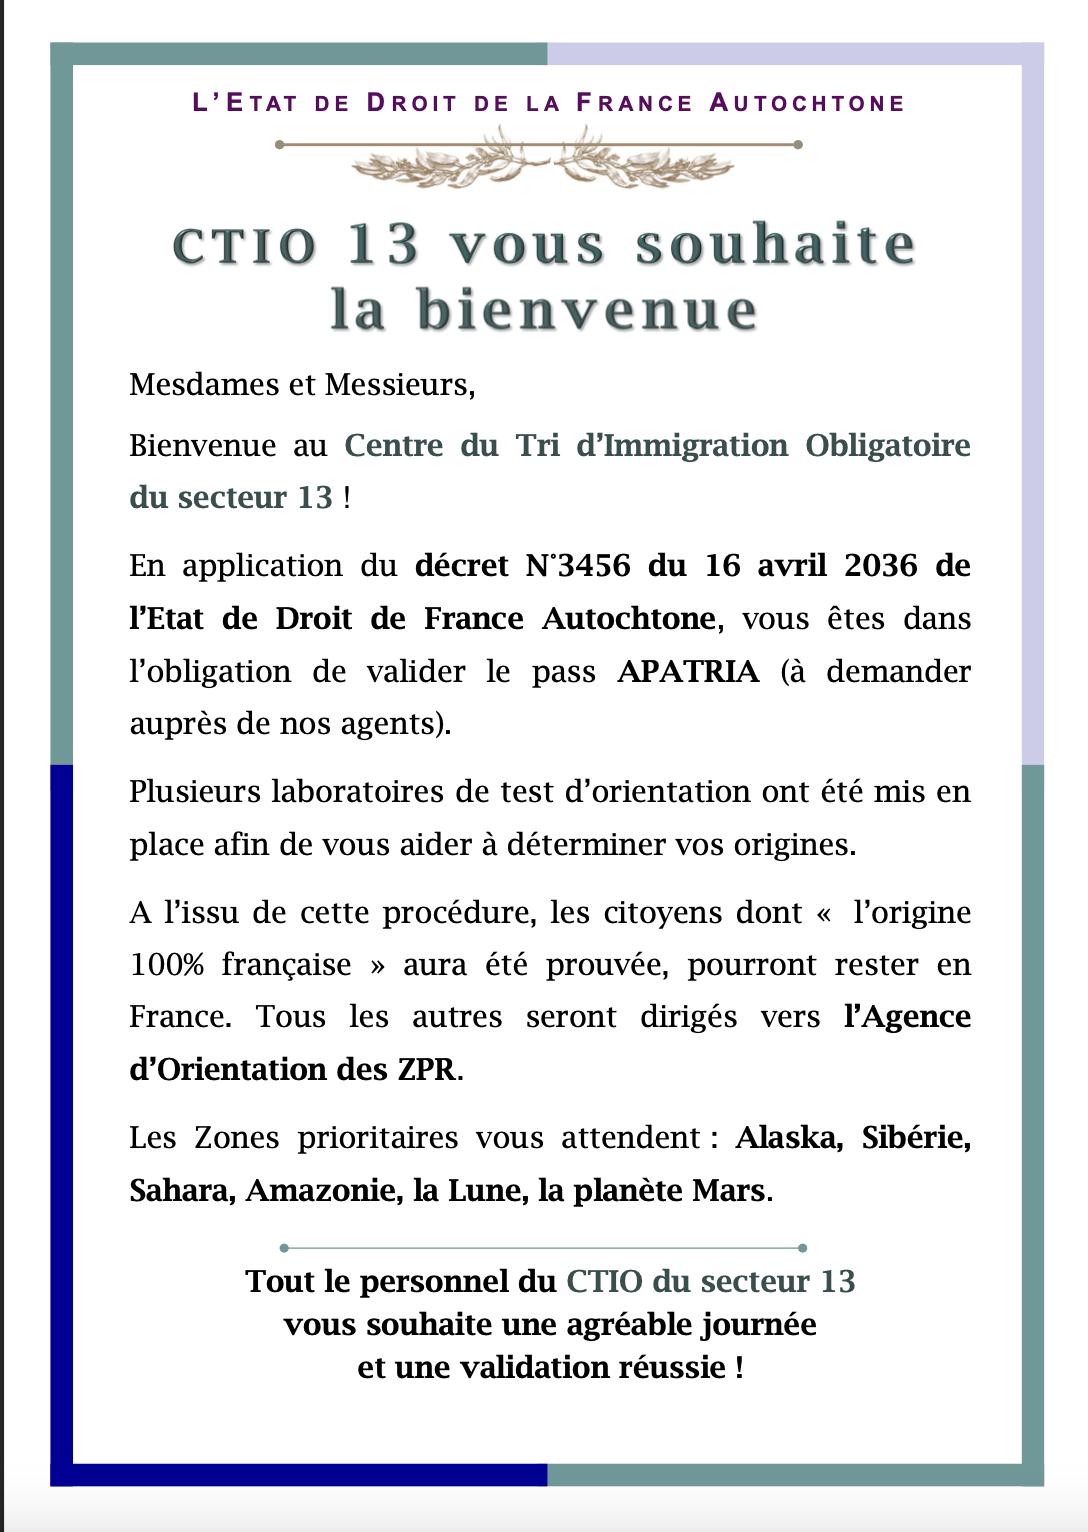 L’ETAT DE DROIT DE LA FRANCE AUTOCHTONE
CTIO 13 vous souhaite
la bienvenue
Mesdames et Messieurs,
Bienvenue au Centre du Tri d’Immigration Obligatoire
du secteur 13 !
En application du décret N°3456 du 16 avril 2036 de
l’Etat de Droit de France Autochtone, vous êtes dans
l’obligation de valider le pass APATRIA (à demander
auprès de nos agents).
Plusieurs laboratoires de test d’orientation ont été mis en
place afin de vous aider à déterminer vos origines.
A l’issu de cette procédure, les citoyens dont « l’origine
100% française » aura été prouvée, pourront rester en
France. Tous les autres seront dirigés vers l’Agence
d’Orientation des ZPR.
Les Zones prioritaires vous attendent : Alaska, Sibérie,
Sahara, Amazonie, la Lune, la planète Mars.
Tout le personnel du CTIO du secteur 13
vous souhaite une agréable journée
et une validation réussie !